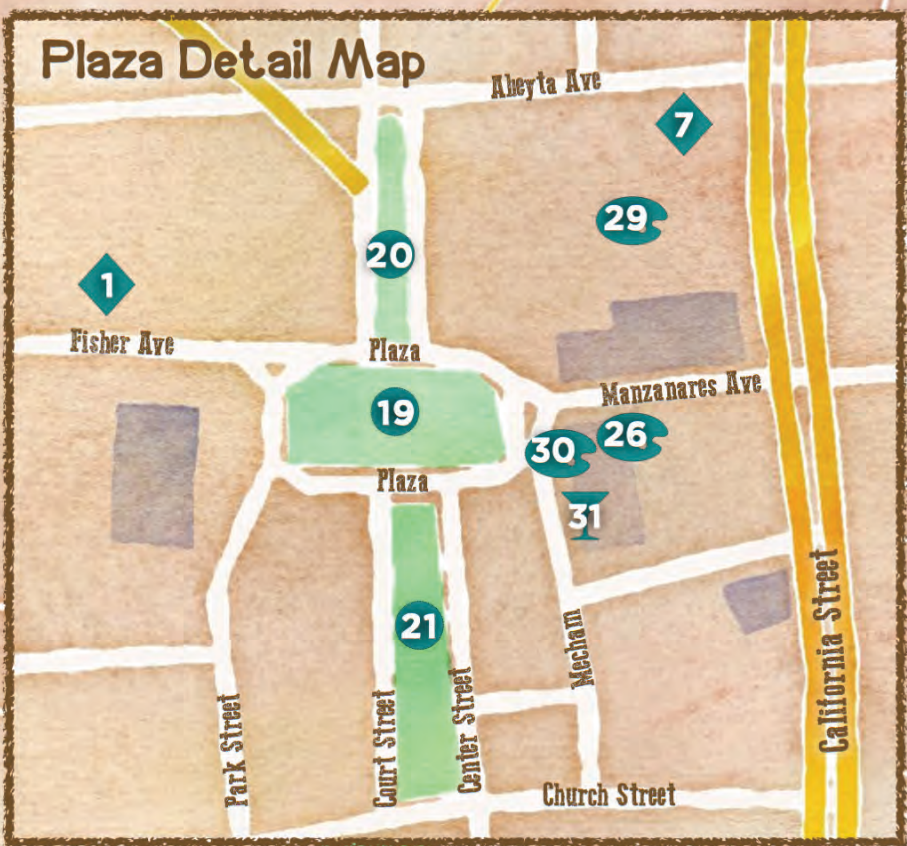 Plaza Detail Map
Abeyta Ave
7
29
20
1
Fisher Ave
Plaza
Manzanares Ave
19
30
26
Plaza
31
21
Mecham
California Street
Park Street
Court Street
Center Street
Church Street